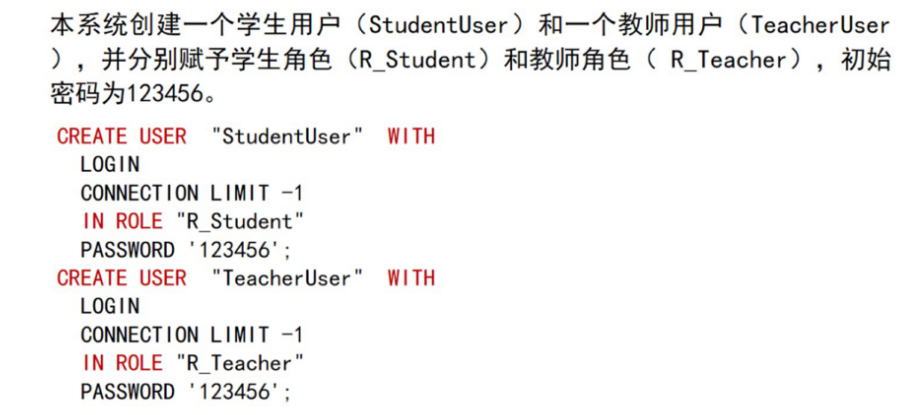 本系统创建一个学生用户（StudentUser）和一个教师用户（TeacherUser
），并分别赋予学生角色（R_Student）和教师角色（ R_Teacher），初始
密码为123456。
CREATE USER "StudentUser" WITH
LOGIN
CONNECTION LIMIT -1
IN ROLE "R_Student"
PASSWORD '123456';
CREATE USER "TeacherUser" WITH
LOGIN
CONNECTION LIMIT -1
IN ROLE "R_Teacher"
PASSWORD '123456';